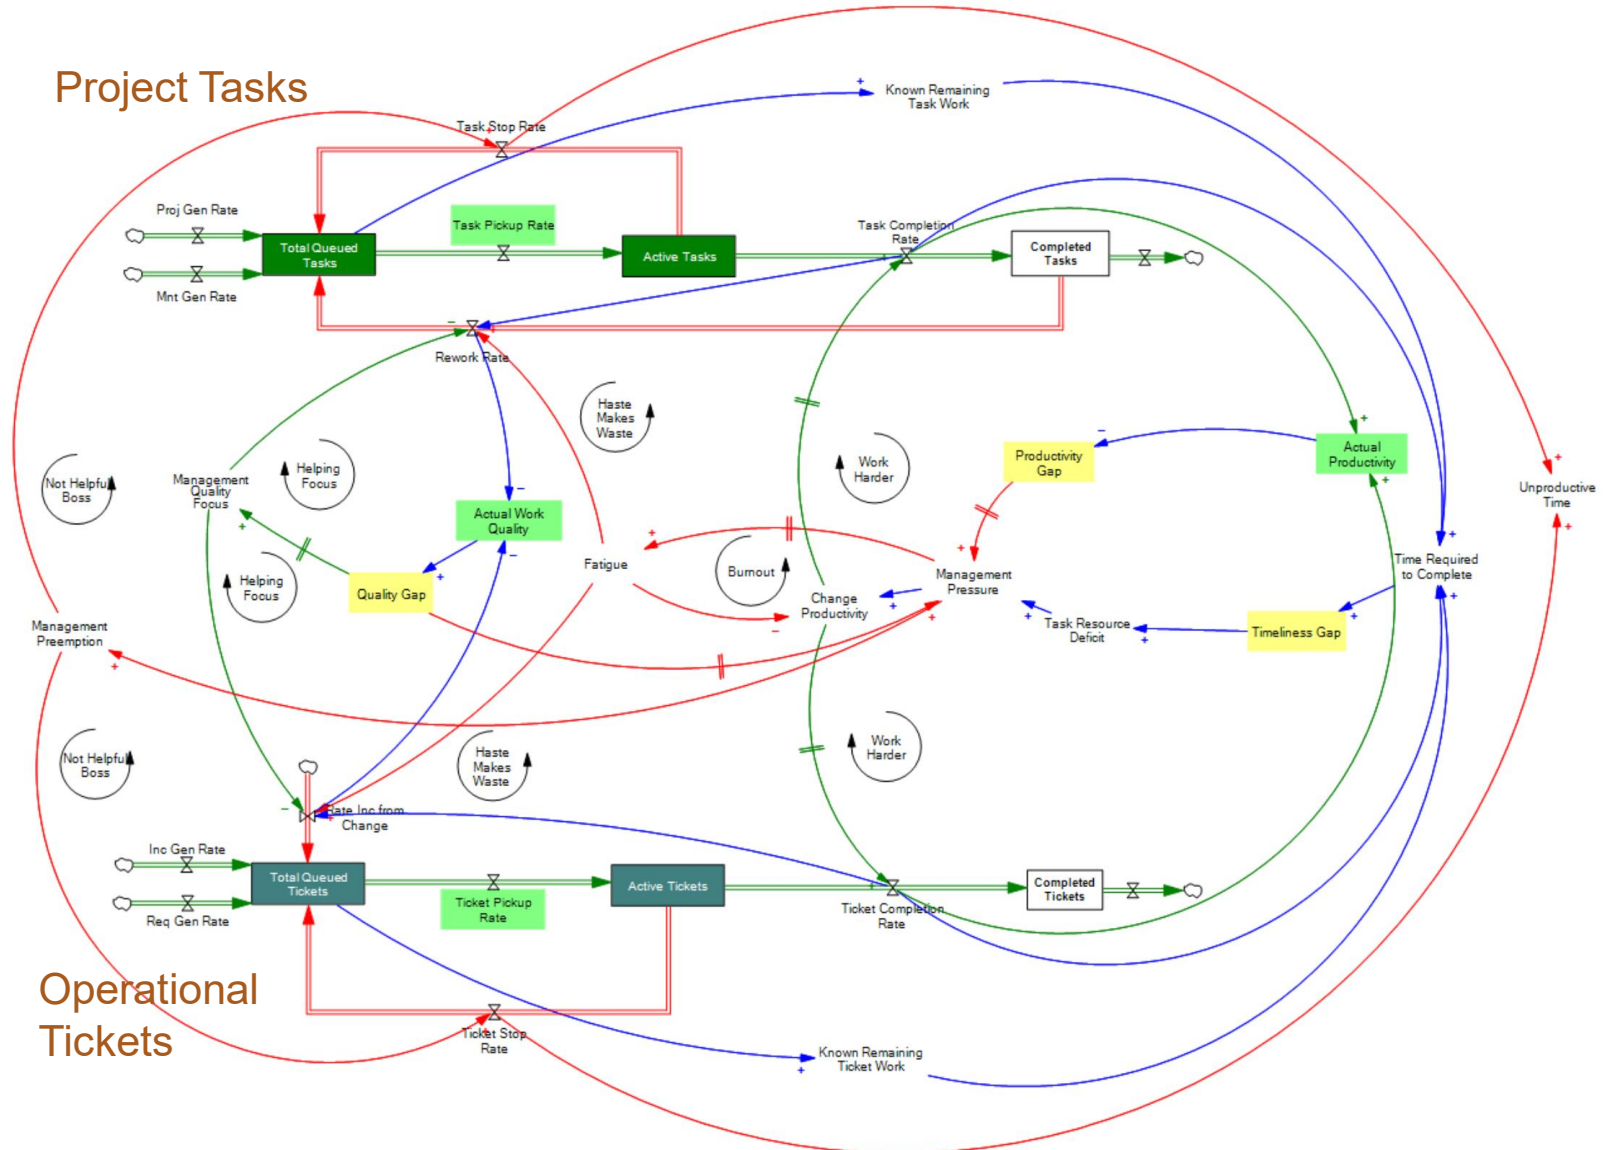 Project Tasks
Known Remaining
Task Work
Task Stop Rate
Proj Gen Rate
Task Pickup Rate
Task Completion
Rate
Total Queued
Tasks
Active Tasks
Completed
Tasks
Mnt Gen Rate
Rework Rate
Haste
Makes
Waste
Not Helpful
Boss
Management
Quality
Focus
Helping
Focus
Work
Harder
Productivity
Gap
Actual
Productivity
Unproductive
Time
Actual Work
Quality
Fatigue
Burnout
Management
Pressure
Time Required
to Complete
Helping
Focus
Quality Gap
Change
Productivity
Task Resource
Deficit
Timeliness Gap
Management
Preemption
Not Helpful
Boss
Haste
Makes
Waste
Work
Harder
Rate Inc from
Change
Inc Gen Rate
Total Queued
Tickets
Active Tickets
Completed
Tickets
Req Gen Rate
Ticket Pickup
Rate
Ticket Completion
Rate
Operational
Tickets
Ticket Stop
Rate
Known Remaining
Ticket Work